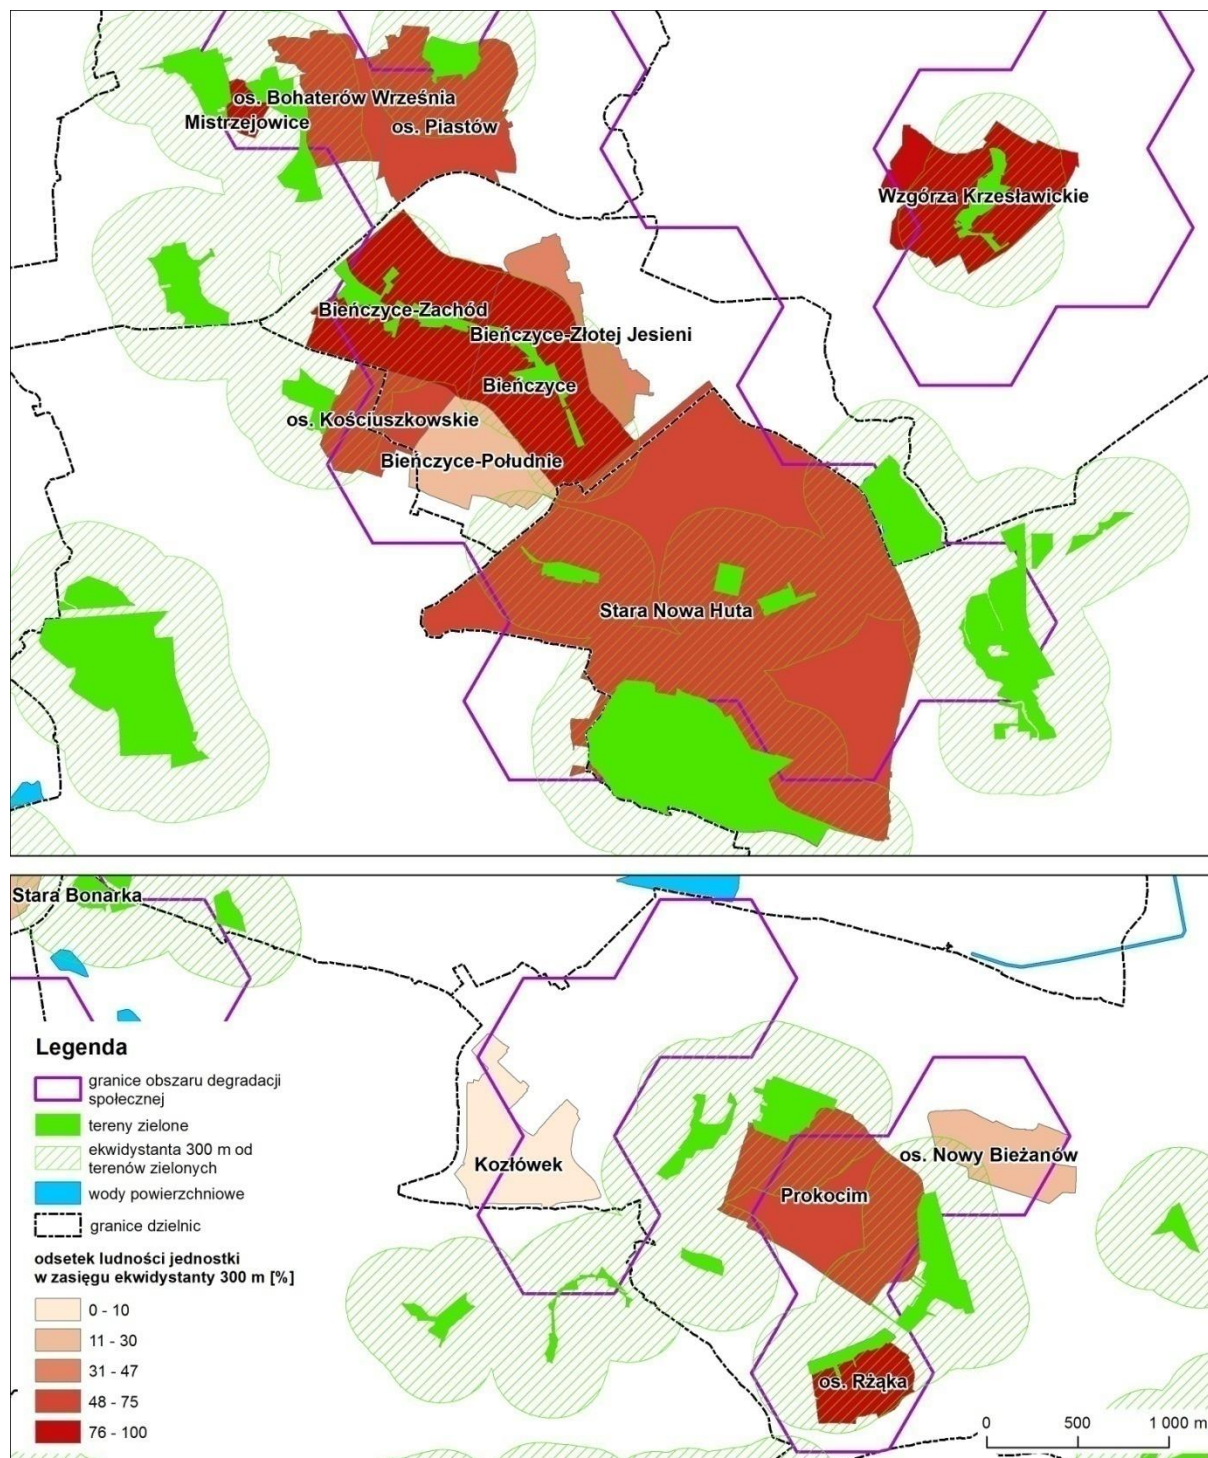 os. Bohaterów Września
Mistrzejowice
os. Piastów
Wzgórza Krzesławickie
Bieńczyce-Zachód
Bieńczyce-Złotej Jesieni
Bieńczyce
os. Kościuszkowskie
Bieńczyce-Południe
Stara Nowa Huta
Stara Bonarka
Kozłówek
os. Nowy Bieżanów
Prokocim
os. Rżąka
Legenda
granice obszaru degradacji
społecznej
tereny zielone
ekwidystanta 300 m od
terenów zielonych
wody powierzchniowe
granice dzielnic
odsetek ludności jednostki
w zasięgu ekwidystanty 300 m [%]
0 - 10
11 - 30
31 - 47
48 - 75
76 - 100
0 500 1 000 m